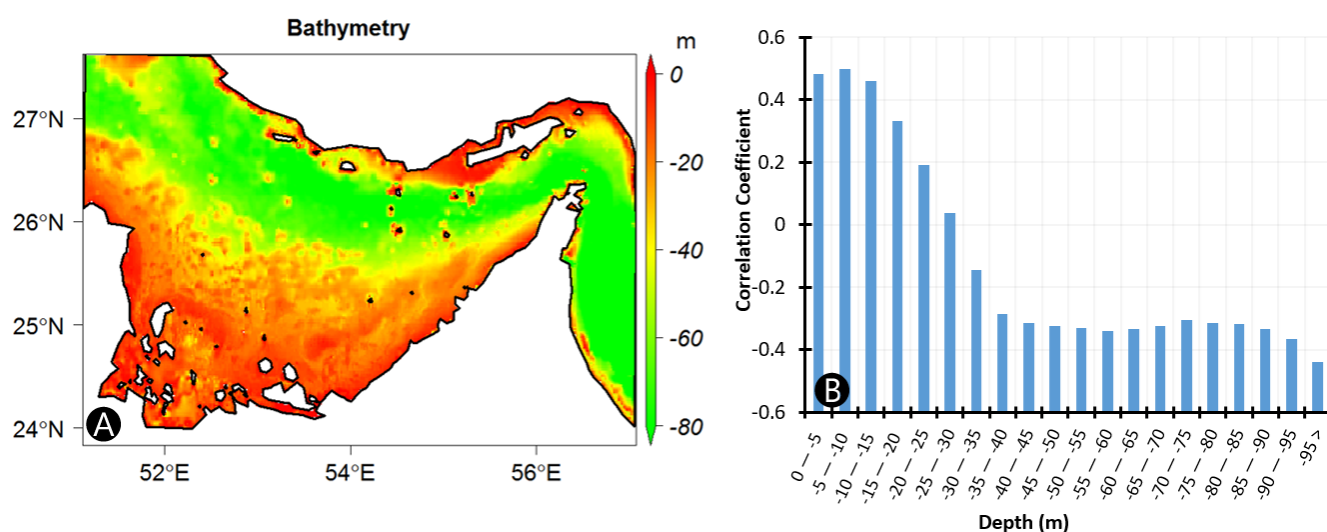 Bathymetry
m
0
-20
-40
-60
-80
27°N
26°N
25°N
24°N
52°E
54°E
56°E
A
Correlation Coefficient
0.6
0.4
0.2
0
-0.2
-0.4
-0.6
B
0 — -5
-5 — -10
-10 — -15
-15 — -20
-20 — -25
-25 — -30
-30 — -35
-35 — -40
-40 — -45
-45 — -50
-50 — -55
-55 — -60
-60 — -65
-65 — -70
-70 — -75
-75 — -80
-80 — -85
-85 — -90
-90 — -95
-95 >
Depth (m)